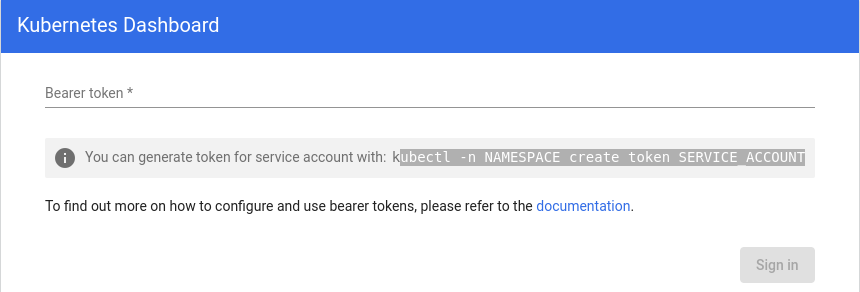 Kubernetes Dashboard
Bearer token *
You can generate token for service account with: kubectl -n NAMESPACE create token SERVICE_ACCOUNT
To find out more on how to configure and use bearer tokens, please refer to the documentation.
Sign in